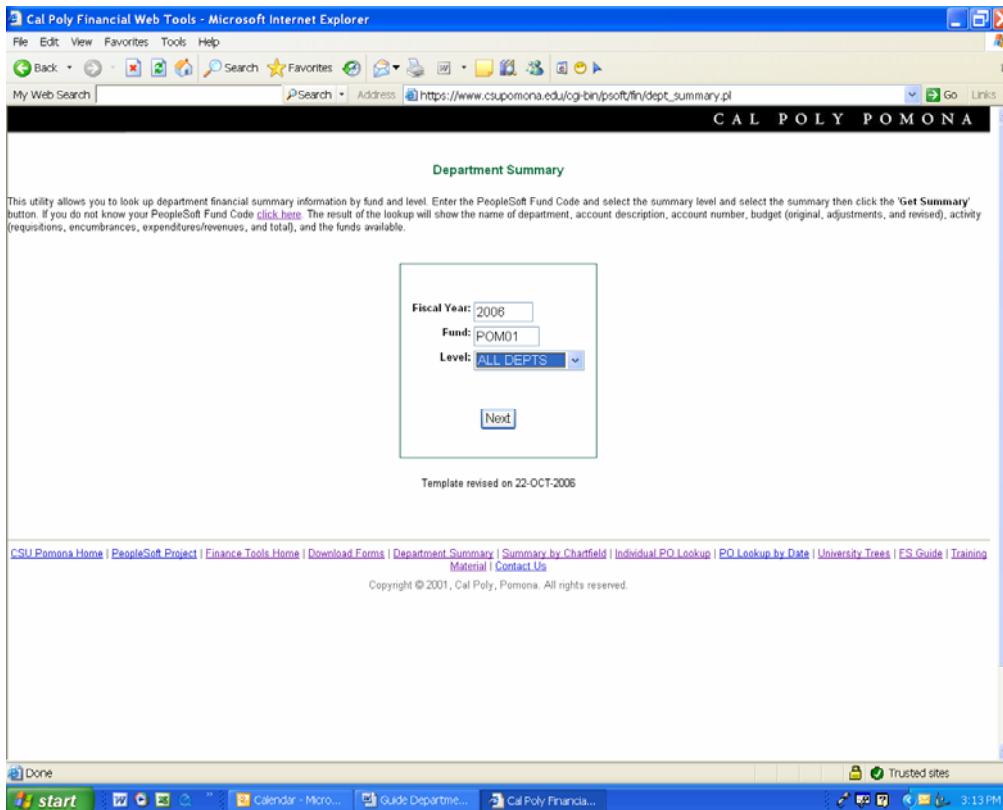 Cal Poly Financial Web Tools - Microsoft Internet Explorer
File Edit View Favorites Tools Help
Back Search Favorites
My Web Search Search Address https://www.csupomona.edu/cgi-bin/psoft/fin/dept_summary.pl Go Links
CAL POLY POMONA
Department Summary
This utility allows you to look up department financial summary information by fund and level. Enter the PeopleSoft Fund Code and select the summary level and select the summary then click the 'Get Summary'
button. If you do not know your PeopleSoft Fund Code click here. The result of the lookup will show the name of department, account description, account number, budget (original, adjustments, and revised), activity
(requisitions, encumbrances, expenditures/revenues, and total), and the funds available.
Fiscal Year: 2006
Fund: POM01
Level: ALL DEPTS
Next
Template revised on 22-OCT-2006
CSU Pomona Home | PeopleSoft Project | Finance Tools Home | Download Forms | Department Summary | Summary by Chartfield | Individual PO Lookup | PO Lookup by Date | University Trees | FS Guide | Training
Material | Contact Us
Copyright © 2001, Cal Poly, Pomona. All rights reserved.
Done Trusted sites
start Calendar - Micro... Guide Departme... Cal Poly Financia... 3:13 PM